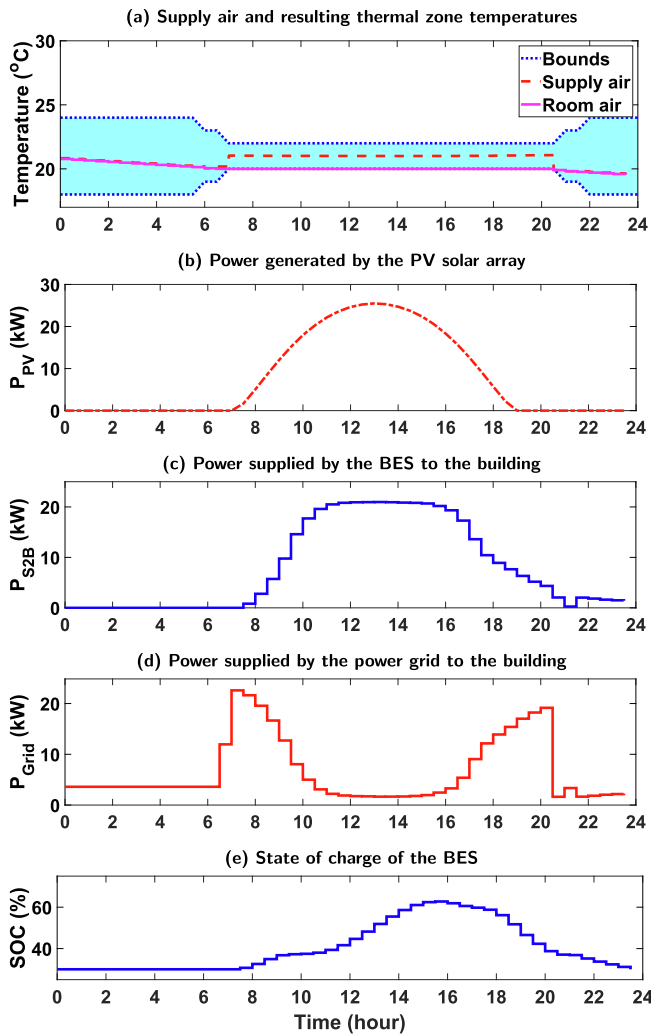 (a) Supply air and resulting thermal zone temperatures
Temperature (°C)
30
25
20
Bounds
Supply air
Room air
0 2 4 6 8 10 12 14 16 18 20 22 24
(b) Power generated by the PV solar array
P_PV (kW)
30
20
10
0
0 2 4 6 8 10 12 14 16 18 20 22 24
(c) Power supplied by the BES to the building
P_S2B (kW)
20
10
0
0 2 4 6 8 10 12 14 16 18 20 22 24
(d) Power supplied by the power grid to the building
P_Grid (kW)
20
10
0
0 2 4 6 8 10 12 14 16 18 20 22 24
(e) State of charge of the BES
SOC (%)
60
40
0 2 4 6 8 10 12 14 16 18 20 22 24
Time (hour)